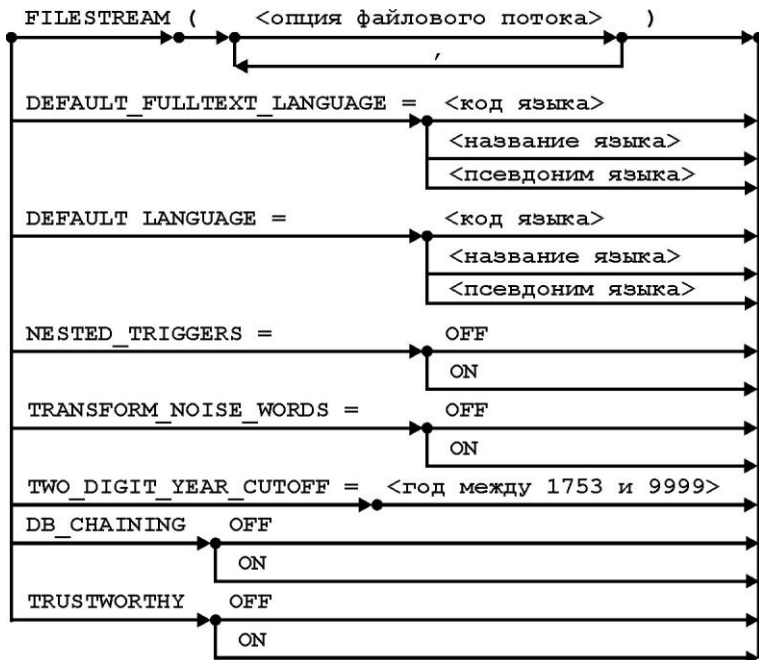 FILESTREAM ( <опция файлового потока> )
,
DEFAULT_FULLTEXT_LANGUAGE = <код языка>
<название языка>
<псевдоним языка>
DEFAULT LANGUAGE = <код языка>
<название языка>
<псевдоним языка>
NESTED_TRIGGERS = OFF
ON
TRANSFORM_NOISE_WORDS = OFF
ON
TWO_DIGIT_YEAR_CUTOFF = <год между 1753 и 9999>
DB_CHAINING OFF
ON
TRUSTWORTHY OFF
ON